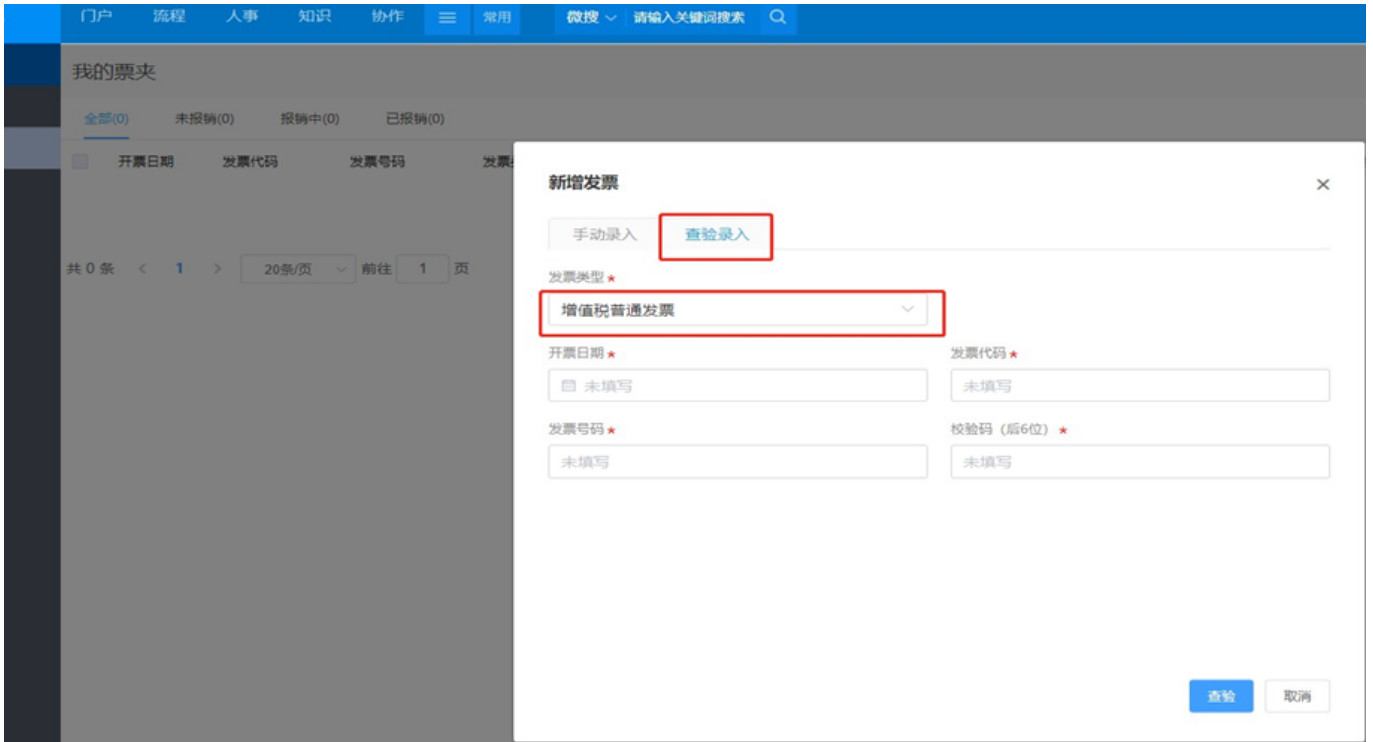 门户 流程 人事 知识 协作 常用 微搜 请输入关键词搜索
我的票夹
全部(0) 未报销(0) 报销中(0) 已报销(0)
开票日期 发票代码 发票号码 发票
共 0 条 < 1 > 20条/页 前往 1 页
新增发票
手动录入 查验录入
发票类型 *
增值税普通发票
开票日期 * 发票代码 *
未填写 未填写
发票号码 * 校验码（后6位） *
未填写 未填写
查验 取消